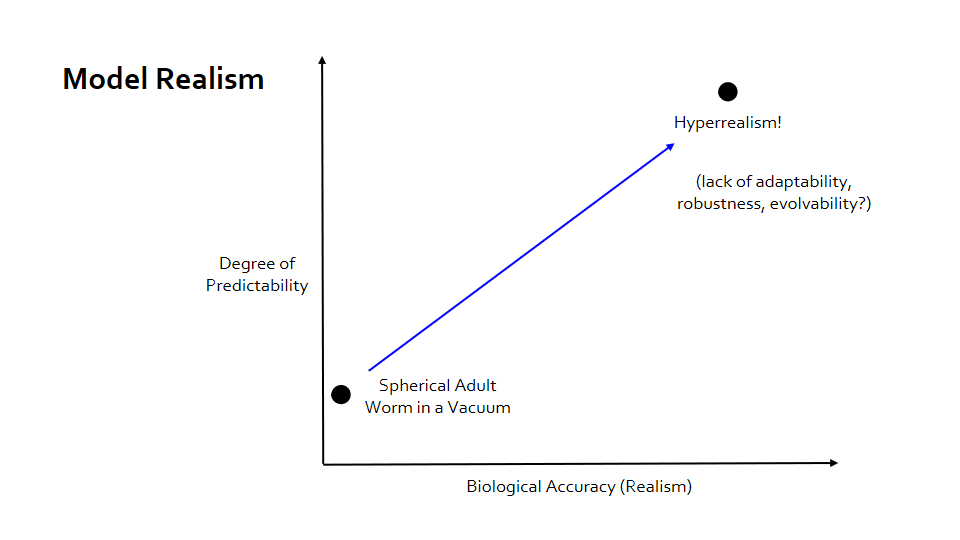 Model Realism
Hyperrealism!
(lack of adaptability,
robustness, evolvability?)
Degree of
Predictability
Spherical Adult
Worm in a Vacuum
Biological Accuracy (Realism)